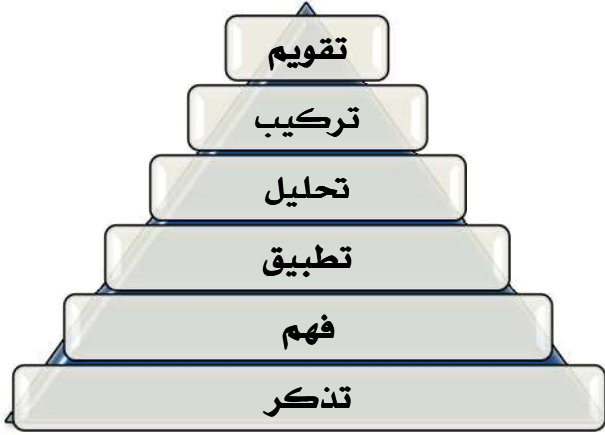 تقويم
تركيب
تحليل
تطبيق
فهم
تذكر